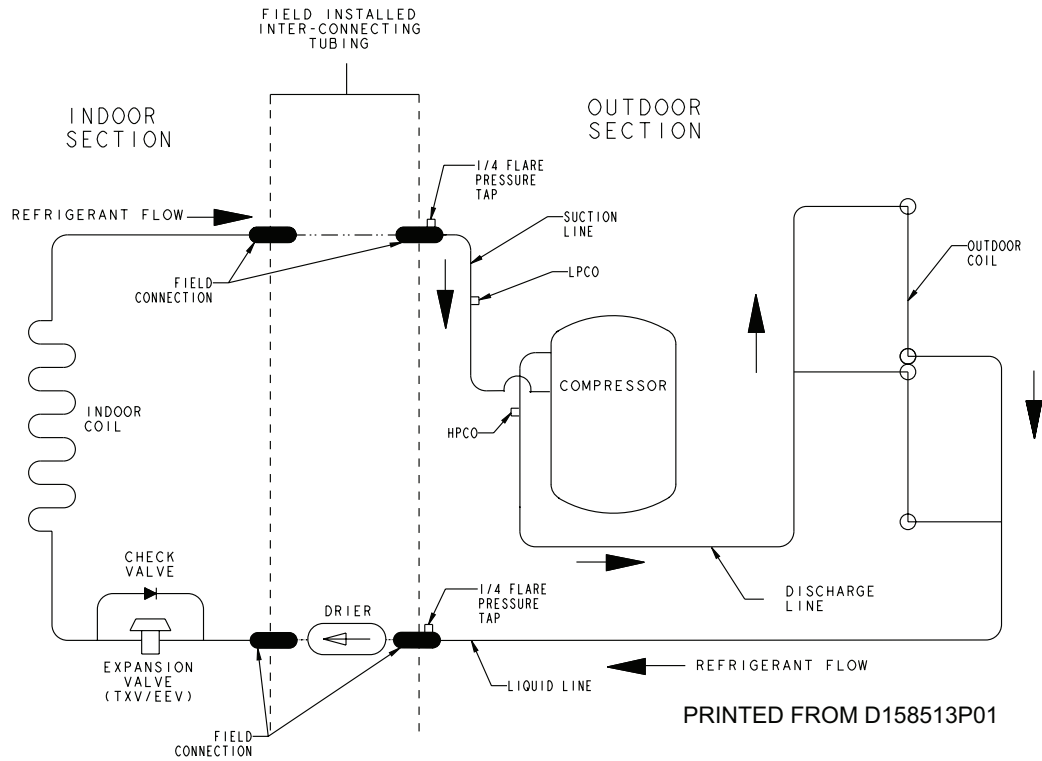 FIELD INSTALLED
INTER-CONNECTING
TUBING
INDOOR
SECTION
OUTDOOR
SECTION
1/4 FLARE
PRESSURE
TAP
REFRIGERANT FLOW
SUCTION
LINE
OUTDOOR
COIL
FIELD
CONNECTION
LPCO
COMPRESSOR
INDOOR
COIL
HPCO
CHECK
VALVE
DRIER
1/4 FLARE
PRESSURE
TAP
DISCHARGE
LINE
EXPANSION
VALVE
(TXV/EEV)
LIQUID LINE
REFRIGERANT FLOW
PRINTED FROM D158513P01
FIELD
CONNECTION